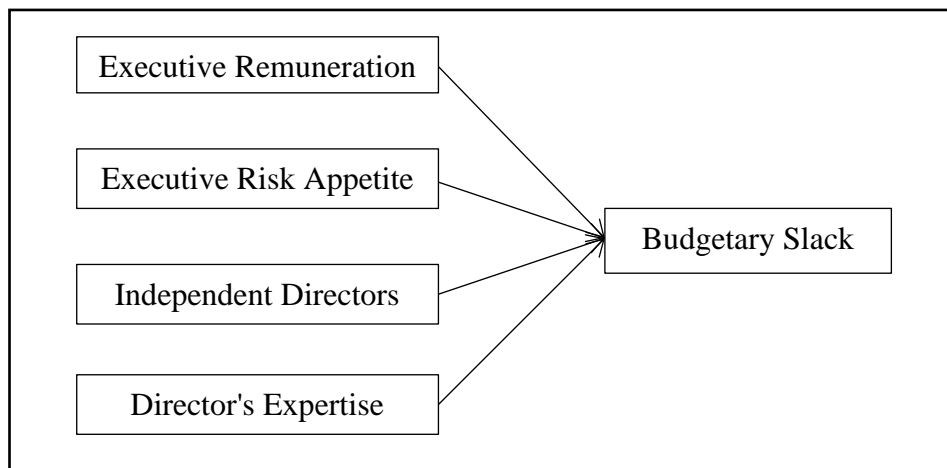 Executive Remuneration
Executive Risk Appetite
Budgetary Slack
Independent Directors
Director's Expertise